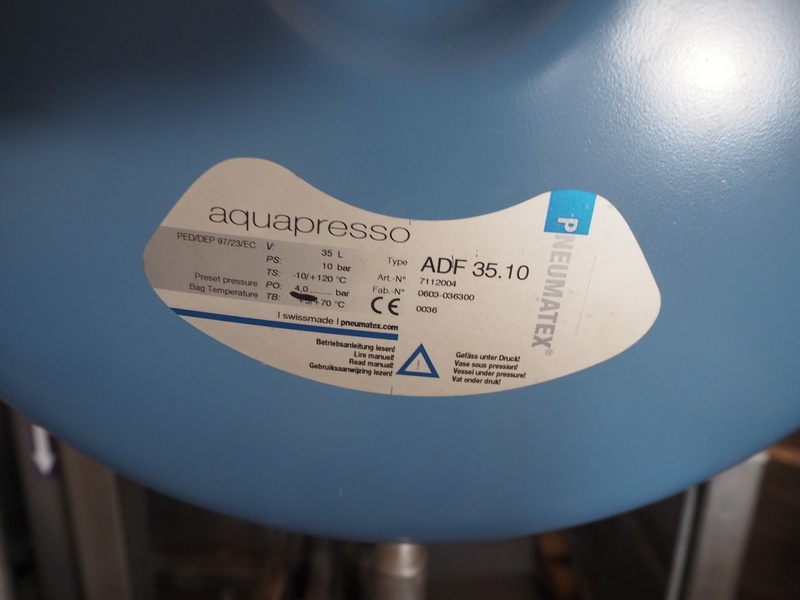 aquapresso
PED/DEP 97/23/EC
V: 35 L
PS: 10 bar
TS: -10/+120 °C
Preset pressure PO: 4,0 ........ bar
Bag Temperature TB: +5/+70 °C
Type ADF 35.10
Art.-N° 7112004
Fab.-N° 0603-036300
CE 0036
| swissmade | pneumatex.com
Betriebsanleitung lesen!
Lire manuel!
Read manual!
Gebruiksaanwijzing lezen!
!
Gefäss unter Druck!
Vase sous pression!
Vessel under pressure!
Vat onder druk!
PNEUMATEX®